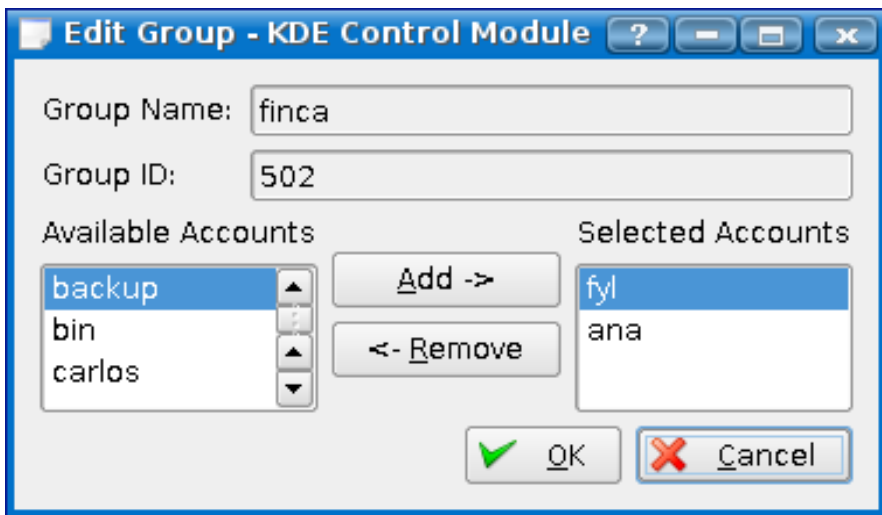 Edit Group - KDE Control Module ?
Group Name: finca
Group ID: 502
Available Accounts
Selected Accounts
backup
bin
carlos
Add ->
<- Remove
fyl
ana
OK
Cancel